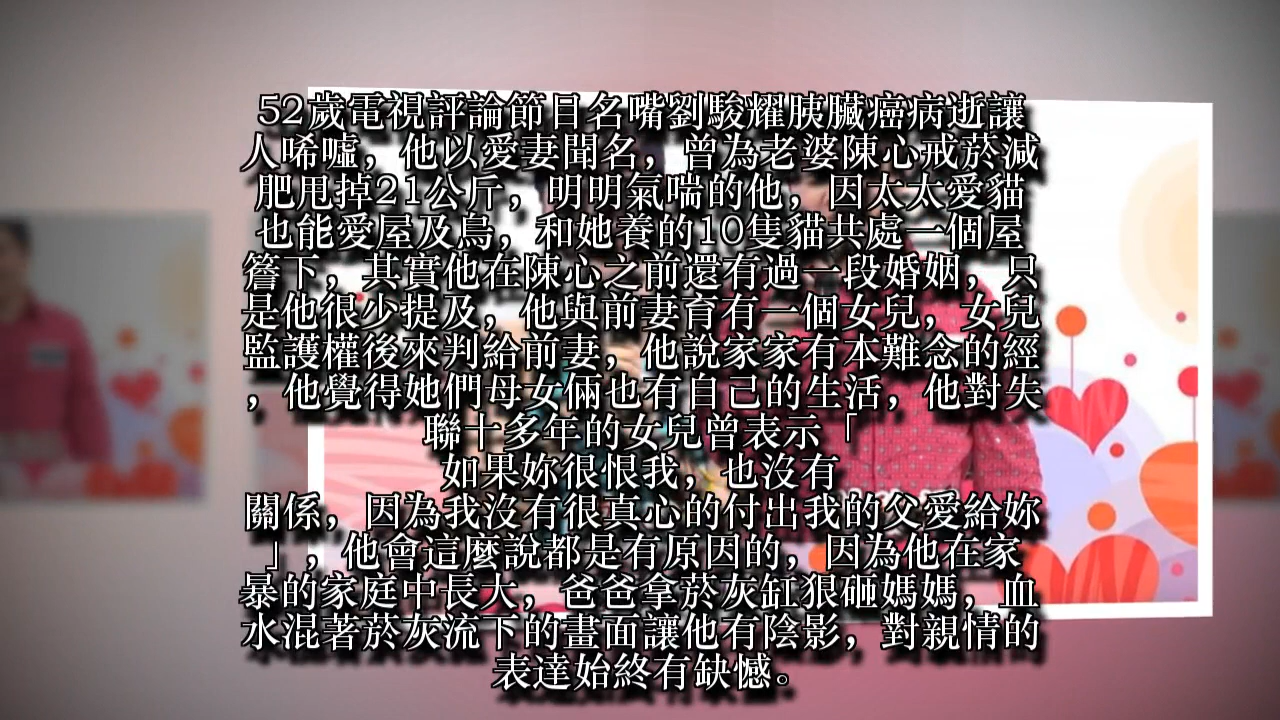 52歲電視評論節目名嘴劉駿耀胰臟癌病逝讓
人唏噓，他以愛妻聞名，曾為老婆陳心戒菸減
肥甩掉21公斤，明明氣喘的他，因太太愛貓
也能愛屋及烏，和她養的10隻貓共處一個屋
簷下，其實他在陳心之前還有過一段婚姻，只
是他很少提及，他與前妻育有一個女兒，女兒
監護權後來判給前妻，他說家家有本難念的經
，他覺得她們母女倆也有自己的生活，他對失
聯十多年的女兒曾表示「
如果妳很恨我，也沒有
關係，因為我沒有很真心的付出我的父愛給妳
」，他會這麼說都是有原因的，因為他在家
暴的家庭中長大，爸爸拿菸灰缸狠砸媽媽，血
水混著菸灰流下的畫面讓他有陰影，對親情的
表達始終有缺憾。